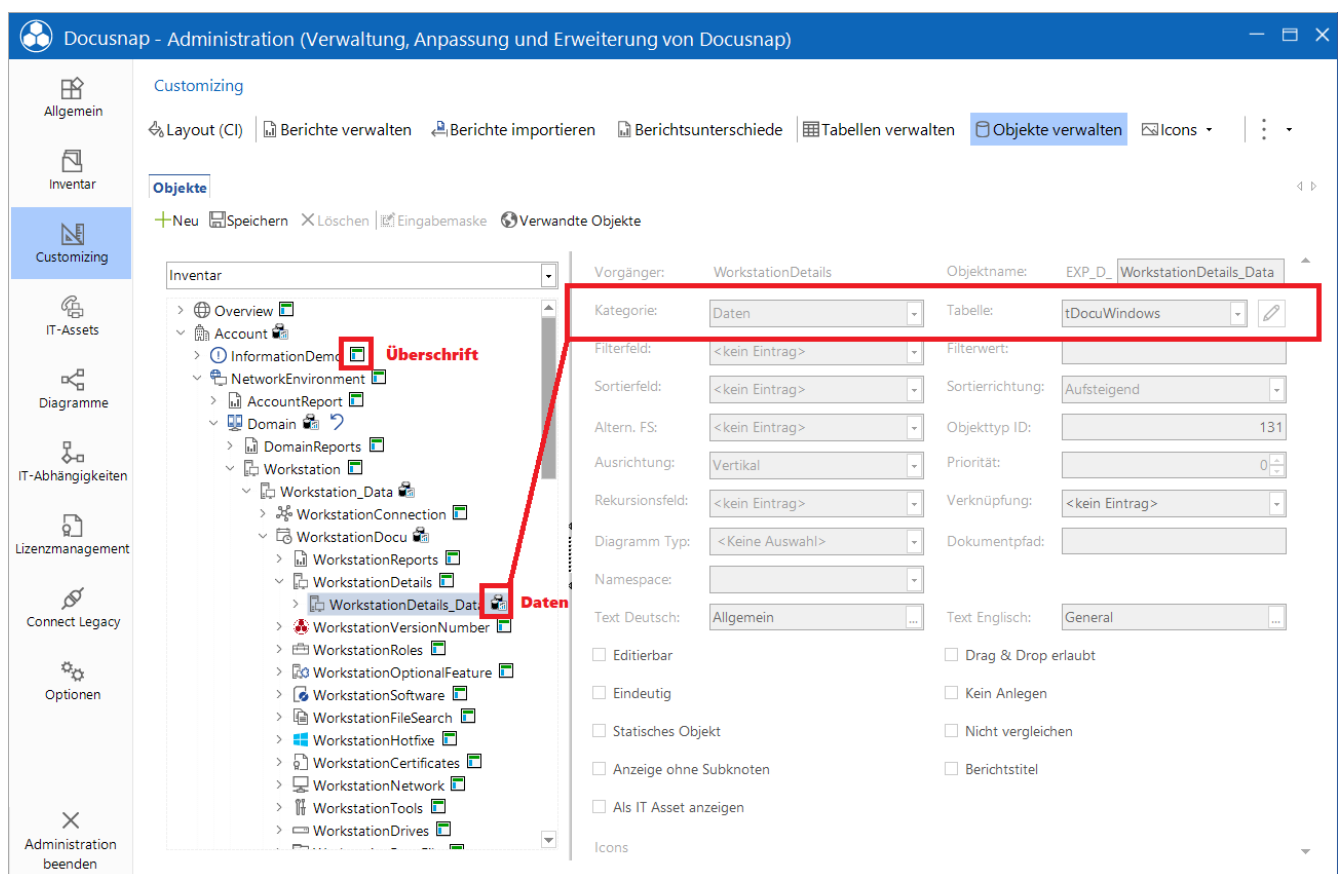 Docusnap - Administration (Verwaltung, Anpassung und Erweiterung von Docusnap)
Allgemein
Inventar
Customizing
IT-Assets
Diagramme
IT-Abhängigkeiten
Lizenzmanagement
Connect Legacy
Optionen
Administration
beenden
Customizing
Layout (CI) Berichte verwalten Berichte importieren Berichtsunterschiede Tabellen verwalten Objekte verwalten Icons
Objekte
Neu Speichern Löschen Eingabemaske Verwandte Objekte
Inventar
Overview
Account
InformationDemo Überschrift
NetworkEnvironment
AccountReport
Domain
DomainReports
Workstation
Workstation_Data
WorkstationConnection
WorkstationDocu
WorkstationReports
WorkstationDetails
WorkstationDetails_Data Daten
WorkstationVersionNumber
WorkstationRoles
WorkstationOptionalFeature
WorkstationSoftware
WorkstationFileSearch
WorkstationHotfixe
WorkstationCertificates
WorkstationNetwork
WorkstationTools
WorkstationDrives
Vorgänger: WorkstationDetails Objektname: EXP_D_ WorkstationDetails_Data
Kategorie: Daten Tabelle: tDocuWindows
Filterfeld: <kein Eintrag> Filterwert:
Sortierfeld: <kein Eintrag> Sortierrichtung: Aufsteigend
Altern. FS: <kein Eintrag> Objekttyp ID: 131
Ausrichtung: Vertikal Priorität: 0
Rekursionsfeld: <kein Eintrag> Verknüpfung: <kein Eintrag>
Diagramm Typ: <Keine Auswahl> Dokumentpfad:
Namespace:
Text Deutsch: Allgemein ... Text Englisch: General ...
Editierbar Drag & Drop erlaubt
Eindeutig Kein Anlegen
Statisches Objekt Nicht vergleichen
Anzeige ohne Subknoten Berichtstitel
Als IT Asset anzeigen
Icons